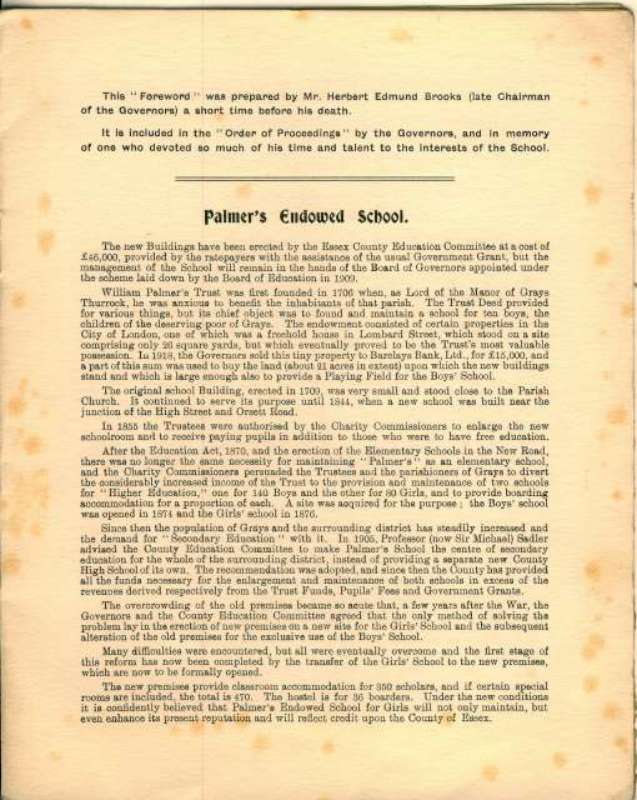 This "Foreword" was prepared by Mr. Herbert Edmund Brooks (late Chairman
of the Governors) a short time before his death.
It is included in the "Order of Proceedings" by the Governors, and in memory
of one who devoted so much of his time and talent to the interests of the School.
Palmer's Endowed School.
The new Buildings have been erected by the Essex County Education Committee at a cost of
£46,000, provided by the ratepayers with the assistance of the usual Government Grant, but the
management of the School will remain in the hands of the Board of Governors appointed under
the scheme laid down by the Board of Education in 1909.
William Palmer's Trust was first founded in 1706 when, as Lord of the Manor of Grays
Thurrock, he was anxious to benefit the inhabitants of that parish. The Trust Deed provided
for various things, but its chief object was to found and maintain a school for ten boys, the
children of the deserving poor of Grays. The endowment consisted of certain properties in the
City of London, one of which was a freehold house in Lombard Street, which stood on a site
comprising only 26 square yards, but which eventually proved to be the Trust's most valuable
possession. In 1918, the Governors sold this tiny property to Barclays Bank, Ltd., for £15,000, and
a part of this sum was used to buy the land (about 21 acres in extent) upon which the new buildings
stand and which is large enough also to provide a Playing Field for the Boys' School.
The original school Building, erected in 1709, was very small and stood close to the Parish
Church. It continued to serve its purpose until 1844, when a new school was built near the
junction of the High Street and Orsett Road.
In 1855 the Trustees were authorised by the Charity Commissioners to enlarge the new
schoolroom and to receive paying pupils in addition to those who were to have free education.
After the Education Act, 1870, and the erection of the Elementary Schools in the New Road,
there was no longer the same necessity for maintaining "Palmer's" as an elementary school,
and the Charity Commissioners persuaded the Trustees and the parishioners of Grays to divert
the considerably increased income of the Trust to the provision and maintenance of two schools
for "Higher Education," one for 140 Boys and the other for 80 Girls, and to provide boarding
accommodation for a proportion of each. A site was acquired for the purpose; the Boys' school
was opened in 1874 and the Girls' school in 1876.
Since then the population of Grays and the surrounding district has steadily increased and
the demand for "Secondary Education" with it. In 1905, Professor (now Sir Michael) Sadler
advised the County Education Committee to make Palmer's School the centre of secondary
education for the whole of the surrounding district, instead of providing a separate new County
High School of its own. The recommendation was adopted, and since then the County has provided
all the funds necessary for the enlargement and maintenance of both schools in excess of the
revenues derived respectively from the Trust Funds, Pupils' Fees and Government Grants.
The overcrowding of the old premises became so acute that, a few years after the War, the
Governors and the County Education Committee agreed that the only method of solving the
problem lay in the erection of new premises on a new site for the Girls' School and the subsequent
alteration of the old premises for the exclusive use of the Boys' School.
Many difficulties were encountered, but all were eventually overcome and the first stage of
this reform has now been completed by the transfer of the Girls' School to the new premises,
which are now to be formally opened.
The new premises provide classroom accommodation for 350 scholars, and if certain special
rooms are included, the total is 470. The hostel is for 36 boarders. Under the new conditions
it is confidently believed that Palmer's Endowed School for Girls will not only maintain, but
even enhance its present reputation and will reflect credit upon the County of Essex.